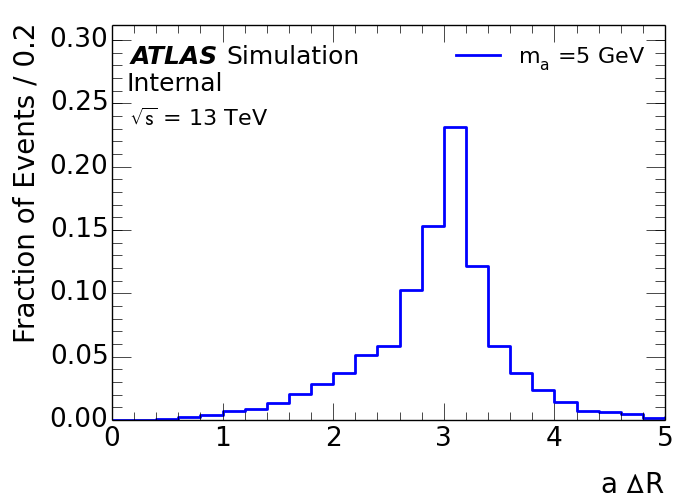 Fraction of Events / 0.2
0.30
0.25
0.20
0.15
0.10
0.05
0.00
ATLAS Simulation
Internal
√s = 13 TeV
mₐ =5 GeV
0 1 2 3 4 5
a ΔR